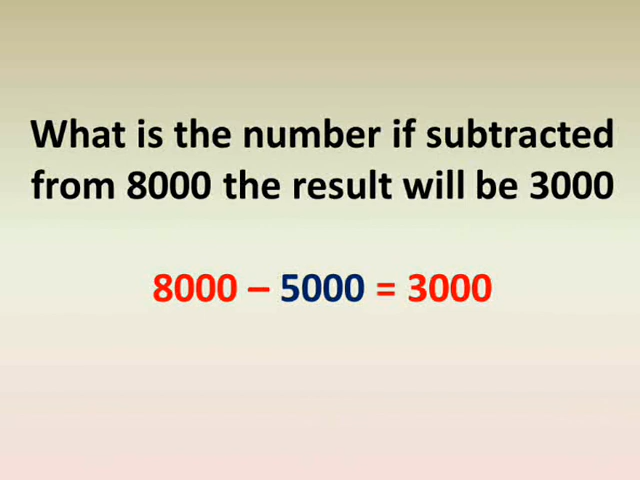 What is the number if subtracted
from 8000 the result will be 3000
8000 – 5000 = 3000